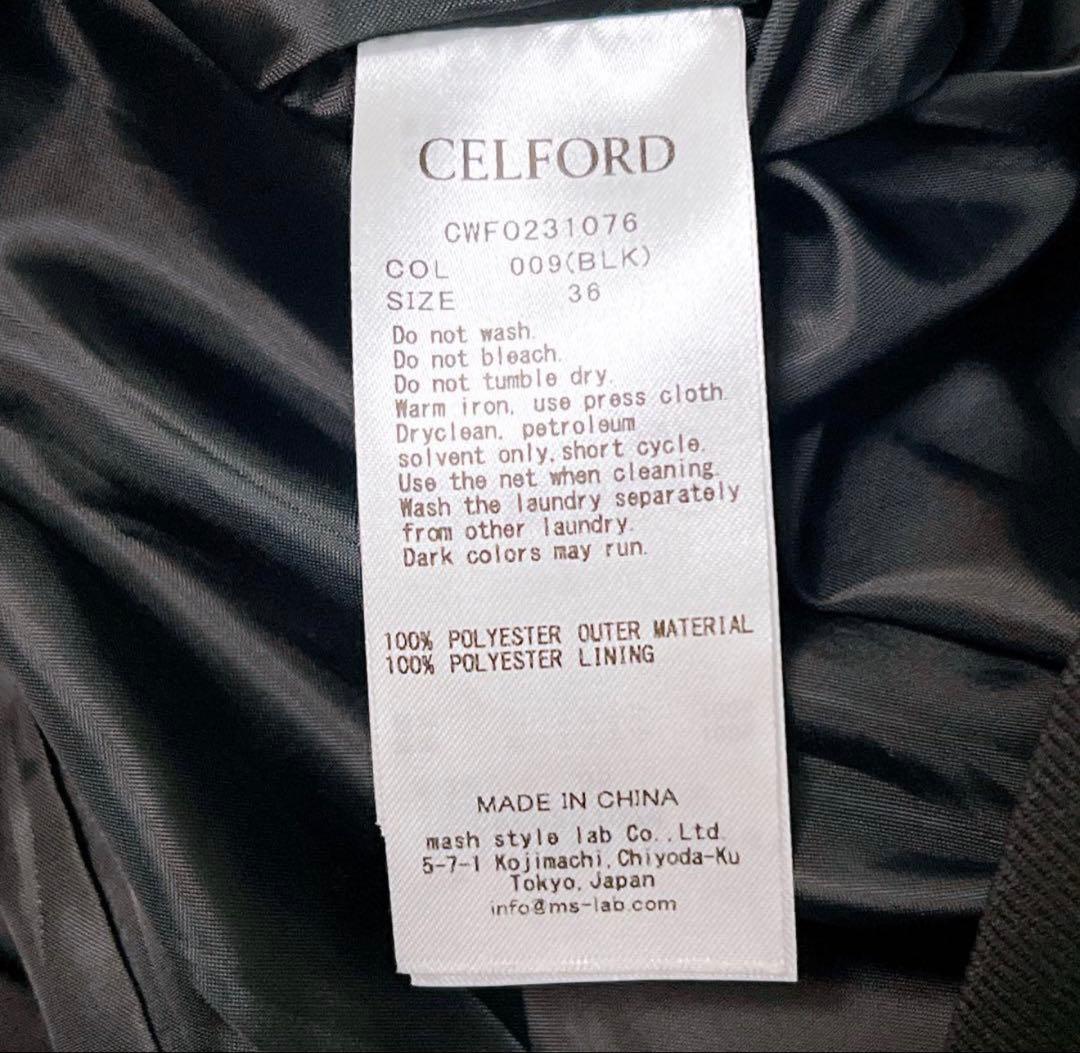 CELFORD
CWFO231076
COL 009(BLK)
SIZE 36
Do not wash.
Do not bleach.
Do not tumble dry.
Warm iron, use press cloth.
Dryclean, petroleum
solvent only,short cycle.
Use the net when cleaning.
Wash the laundry separately
from other laundry.
Dark colors may run.
100% POLYESTER OUTER MATERIAL
100% POLYESTER LINING
MADE IN CHINA
mash style lab Co.,Ltd.
5-7-1 Kojimachi,Chiyoda-Ku
Tokyo, Japan
info@ms-lab.com